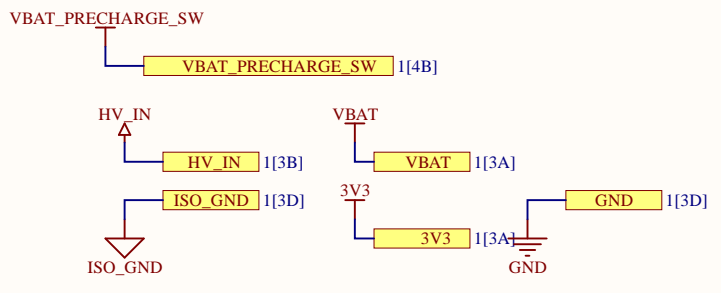 VBAT_PRECHARGE_SW
VBAT_PRECHARGE_SW 1[4B]
HV_IN VBAT
HV_IN 1[3B] VBAT 1[3A]
ISO_GND 1[3D] 3V3 GND 1[3D]
3V3 1[3A]
ISO_GND GND